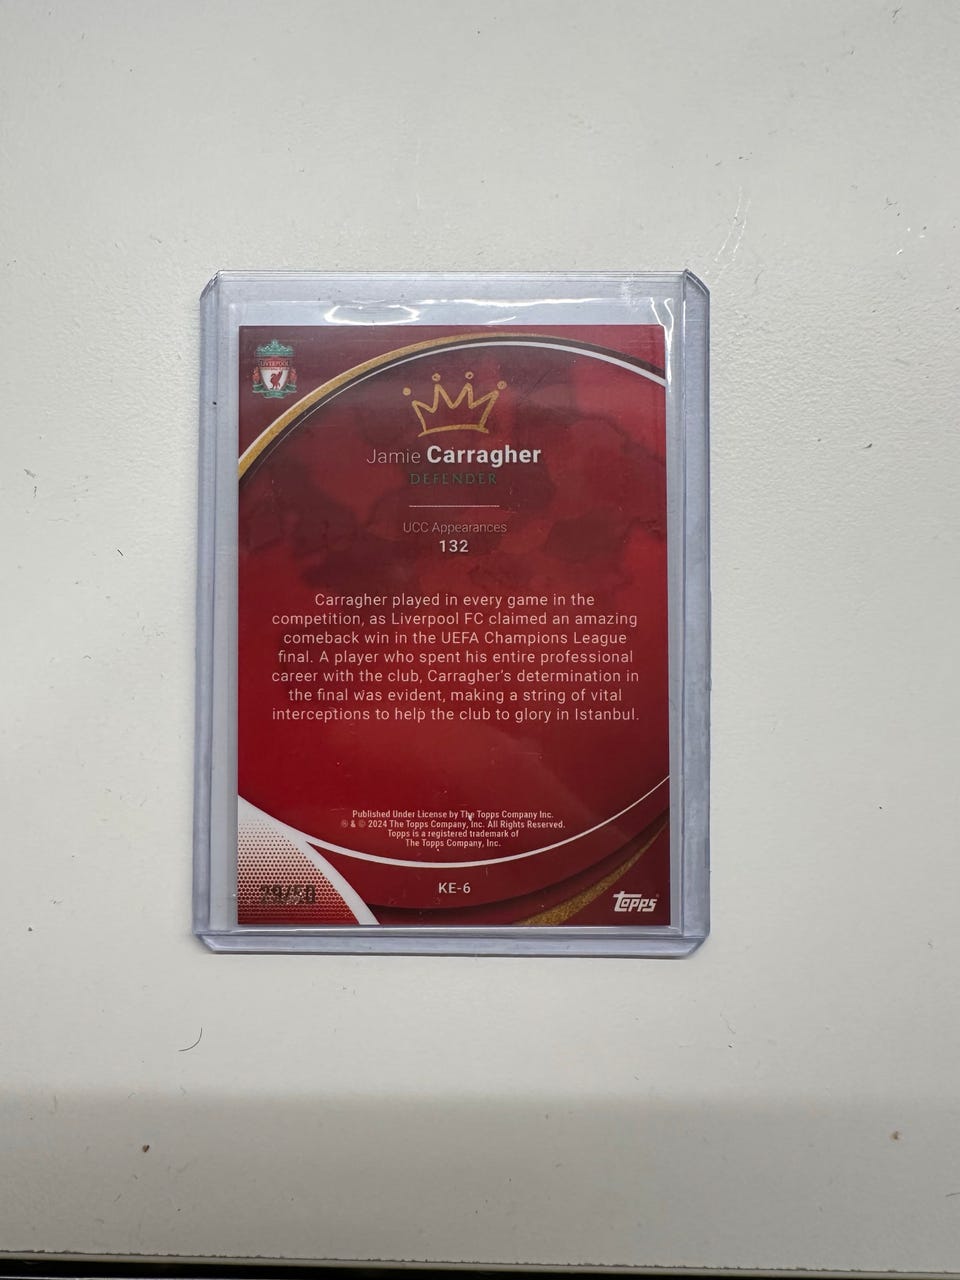 LIVERPOOL
Jamie Carragher
DEFENDER
UCC Appearances
132
Carragher played in every game in the
competition, as Liverpool FC claimed an amazing
comeback win in the UEFA Champions League
final. A player who spent his entire professional
career with the club, Carragher's determination in
the final was evident, making a string of vital
interceptions to help the club to glory in Istanbul.
Published Under License by The Topps Company Inc.
® & © 2024 The Topps Company, Inc. All Rights Reserved.
Topps is a registered trademark of
The Topps Company, Inc.
KE-6
topps